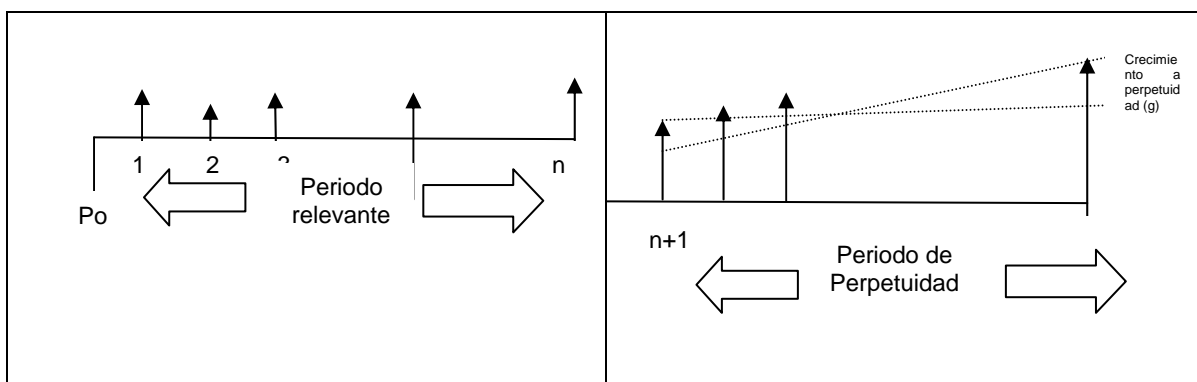 1 2 n
Periodo
relevante
Po
Crecimie
nto a
perpetuid
ad (g)
n+1
Periodo de
Perpetuidad